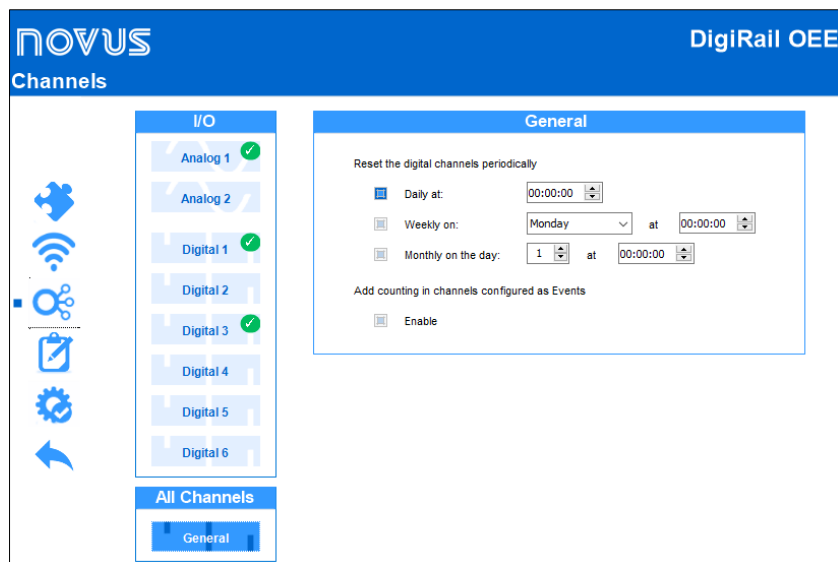 novus
DigiRail OEE
Channels
I/O
Analog 1
Analog 2
Digital 1
Digital 2
Digital 3
Digital 4
Digital 5
Digital 6
All Channels
General
General
Reset the digital channels periodically
Daily at: 00:00:00
Weekly on: Monday at 00:00:00
Monthly on the day: 1 at 00:00:00
Add counting in channels configured as Events
Enable